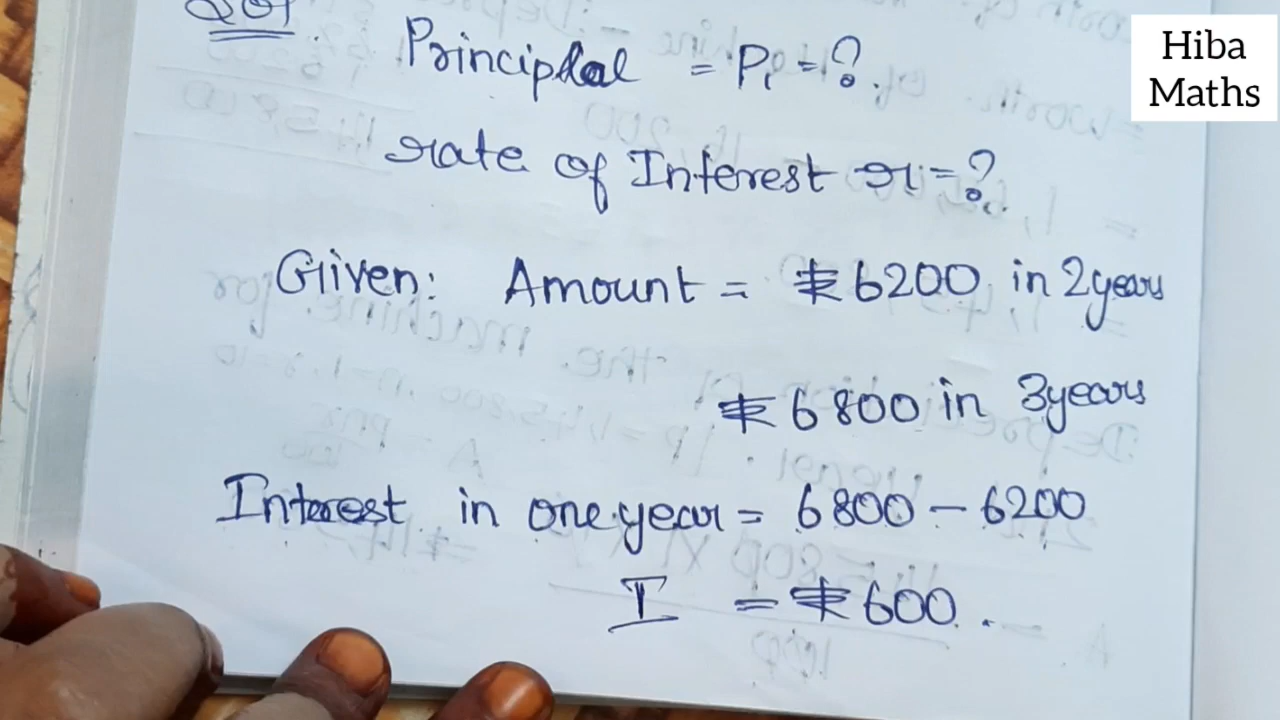 Sol.
Hiba
Maths
Principal = P, = ?
rate of Interest r = ?
Given: Amount = ₹ 6200 in 2years
₹ 6800 in 3years
Interest in one year = 6800 – 6200
I = ₹ 600.